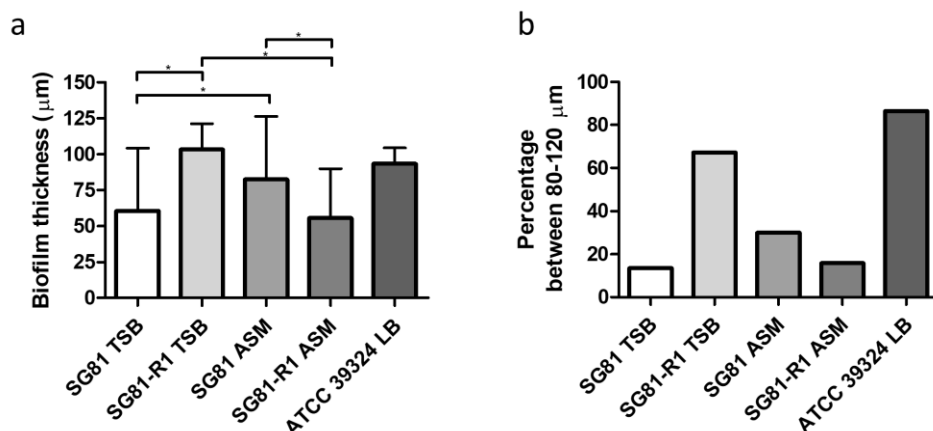 a
*
*
*
*
Biofilm thickness (μm)
150
125
100
75
50
25
0
SG81 TSB
SG81-R1 TSB
SG81 ASM
SG81-R1 ASM
ATCC 39324 LB
b
Percentage
between 80-120 μm
100
80
60
40
20
0
SG81 TSB
SG81-R1 TSB
SG81 ASM
SG81-R1 ASM
ATCC 39324 LB